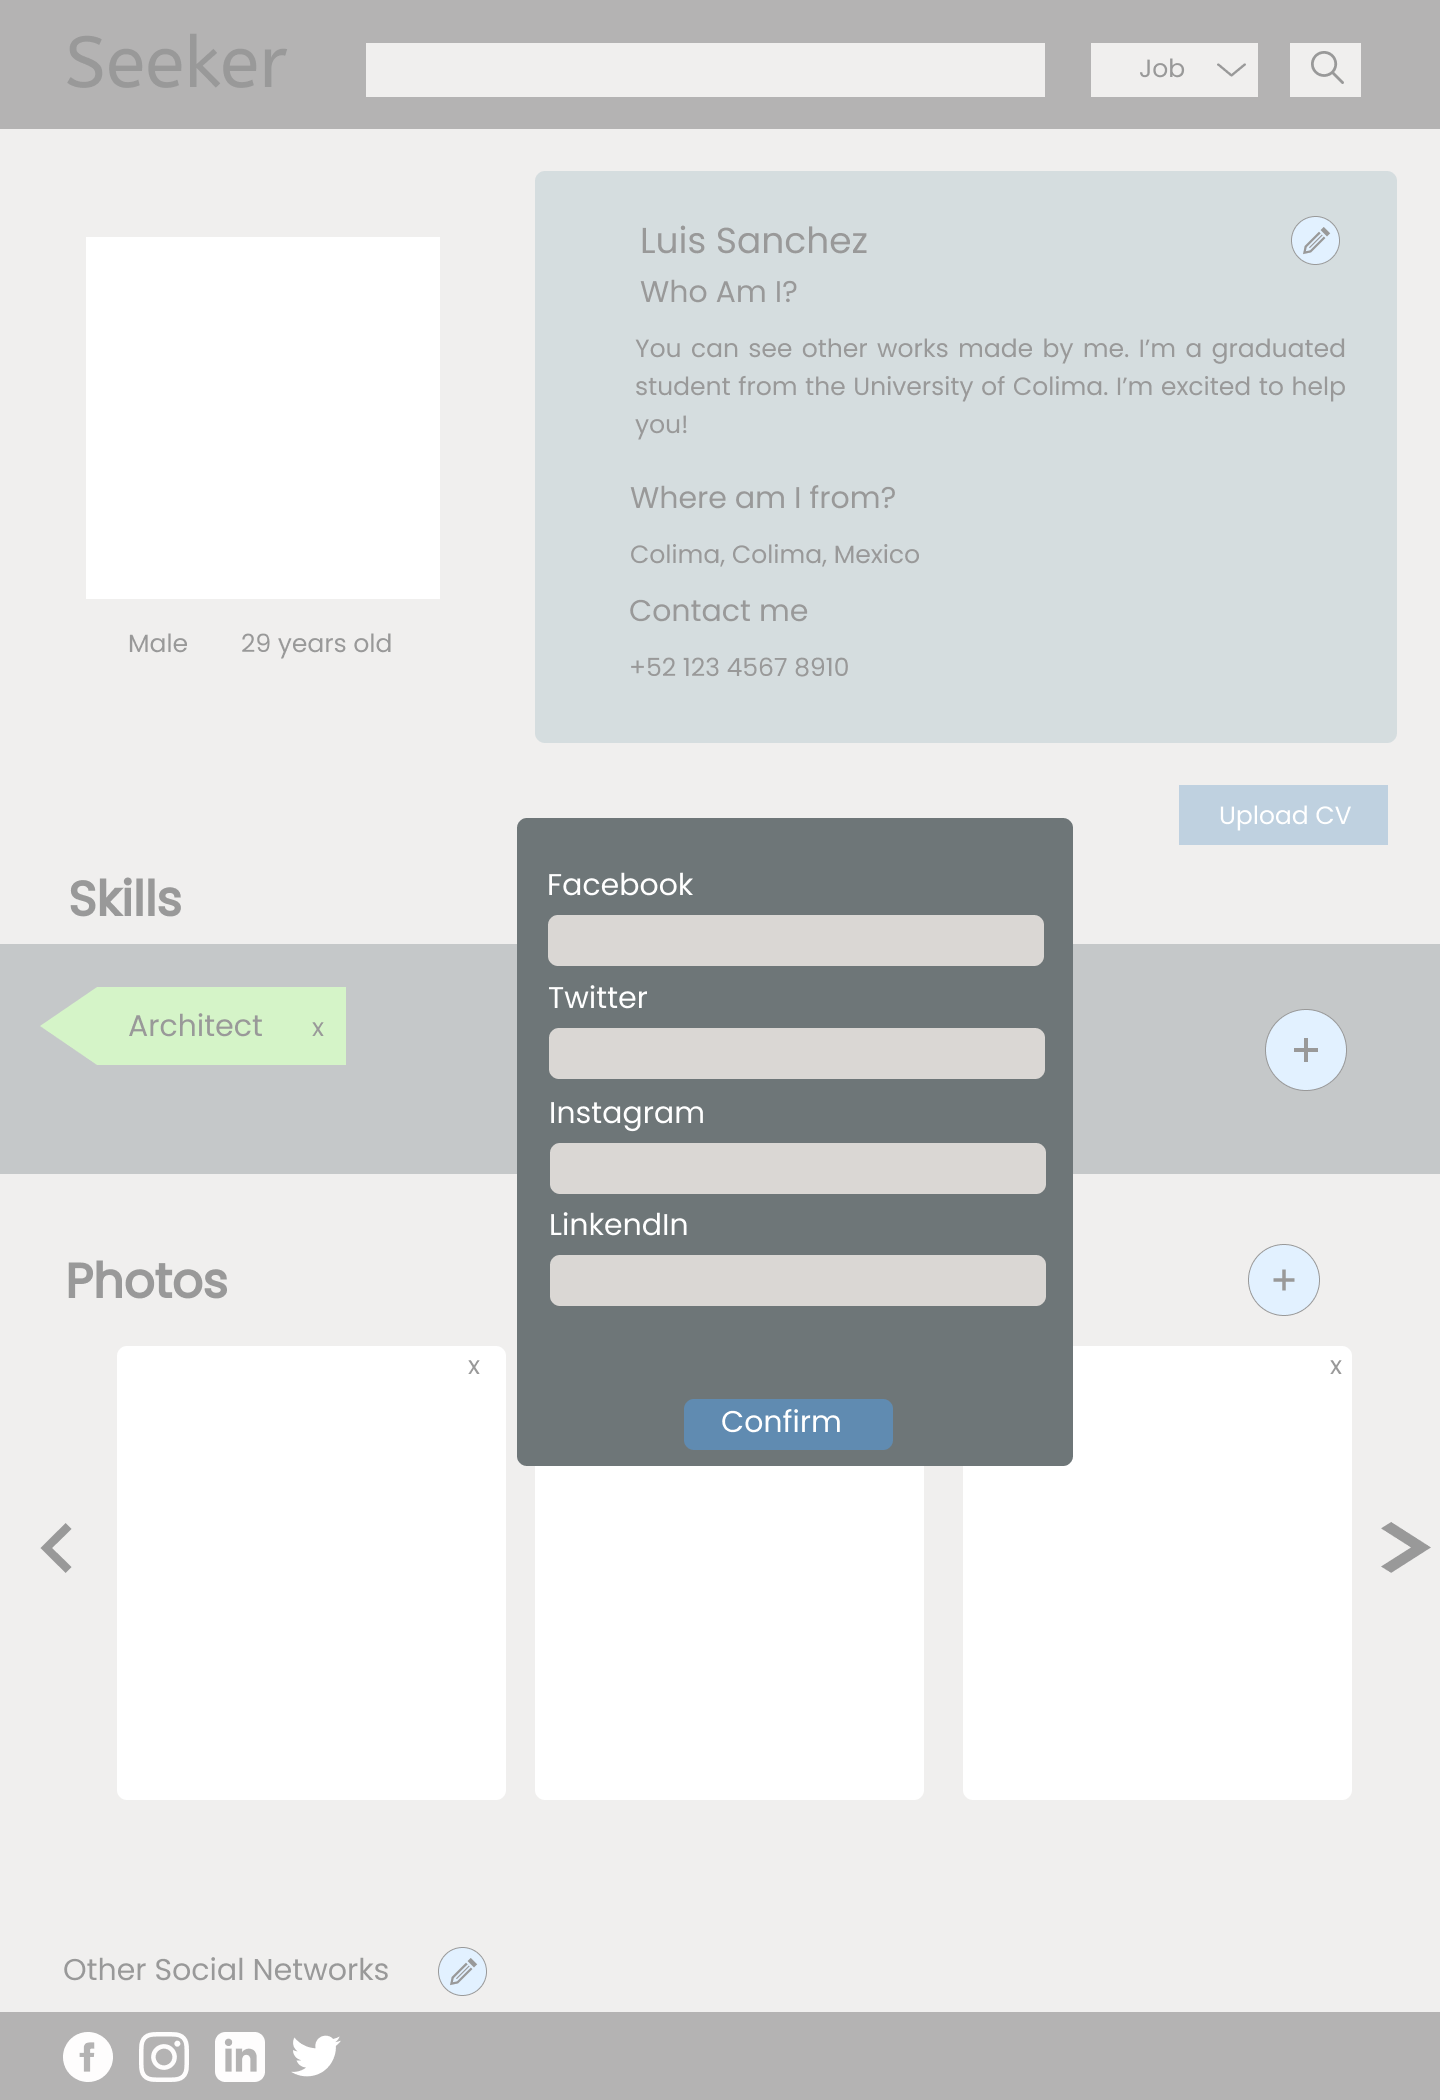 Seeker
Job
Luis Sanchez
Who Am I?
You can see other works made by me. I'm a graduated
student from the University of Colima. I'm excited to help
you!
Where am I from?
Colima, Colima, Mexico
Contact me
+52 123 4567 8910
Male 29 years old
Upload CV
Skills
Architect x
+
Facebook
Twitter
Instagram
LinkendIn
Confirm
Photos
+
x
x
Other Social Networks